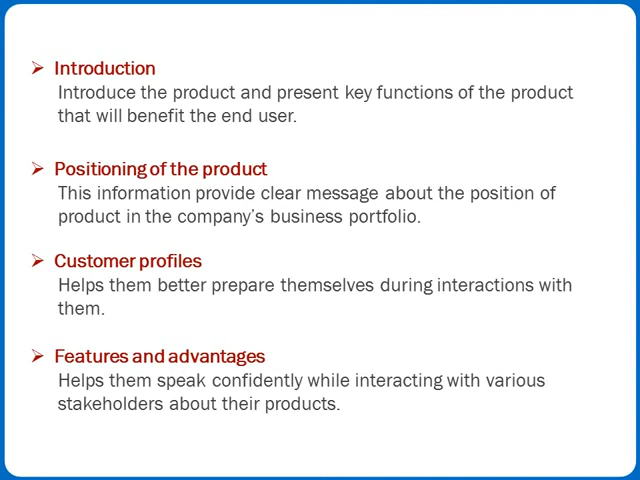 Introduction
Introduce the product and present key functions of the product
that will benefit the end user.
Positioning of the product
This information provide clear message about the position of
product in the company's business portfolio.
Customer profiles
Helps them better prepare themselves during interactions with
them.
Features and advantages
Helps them speak confidently while interacting with various
stakeholders about their products.